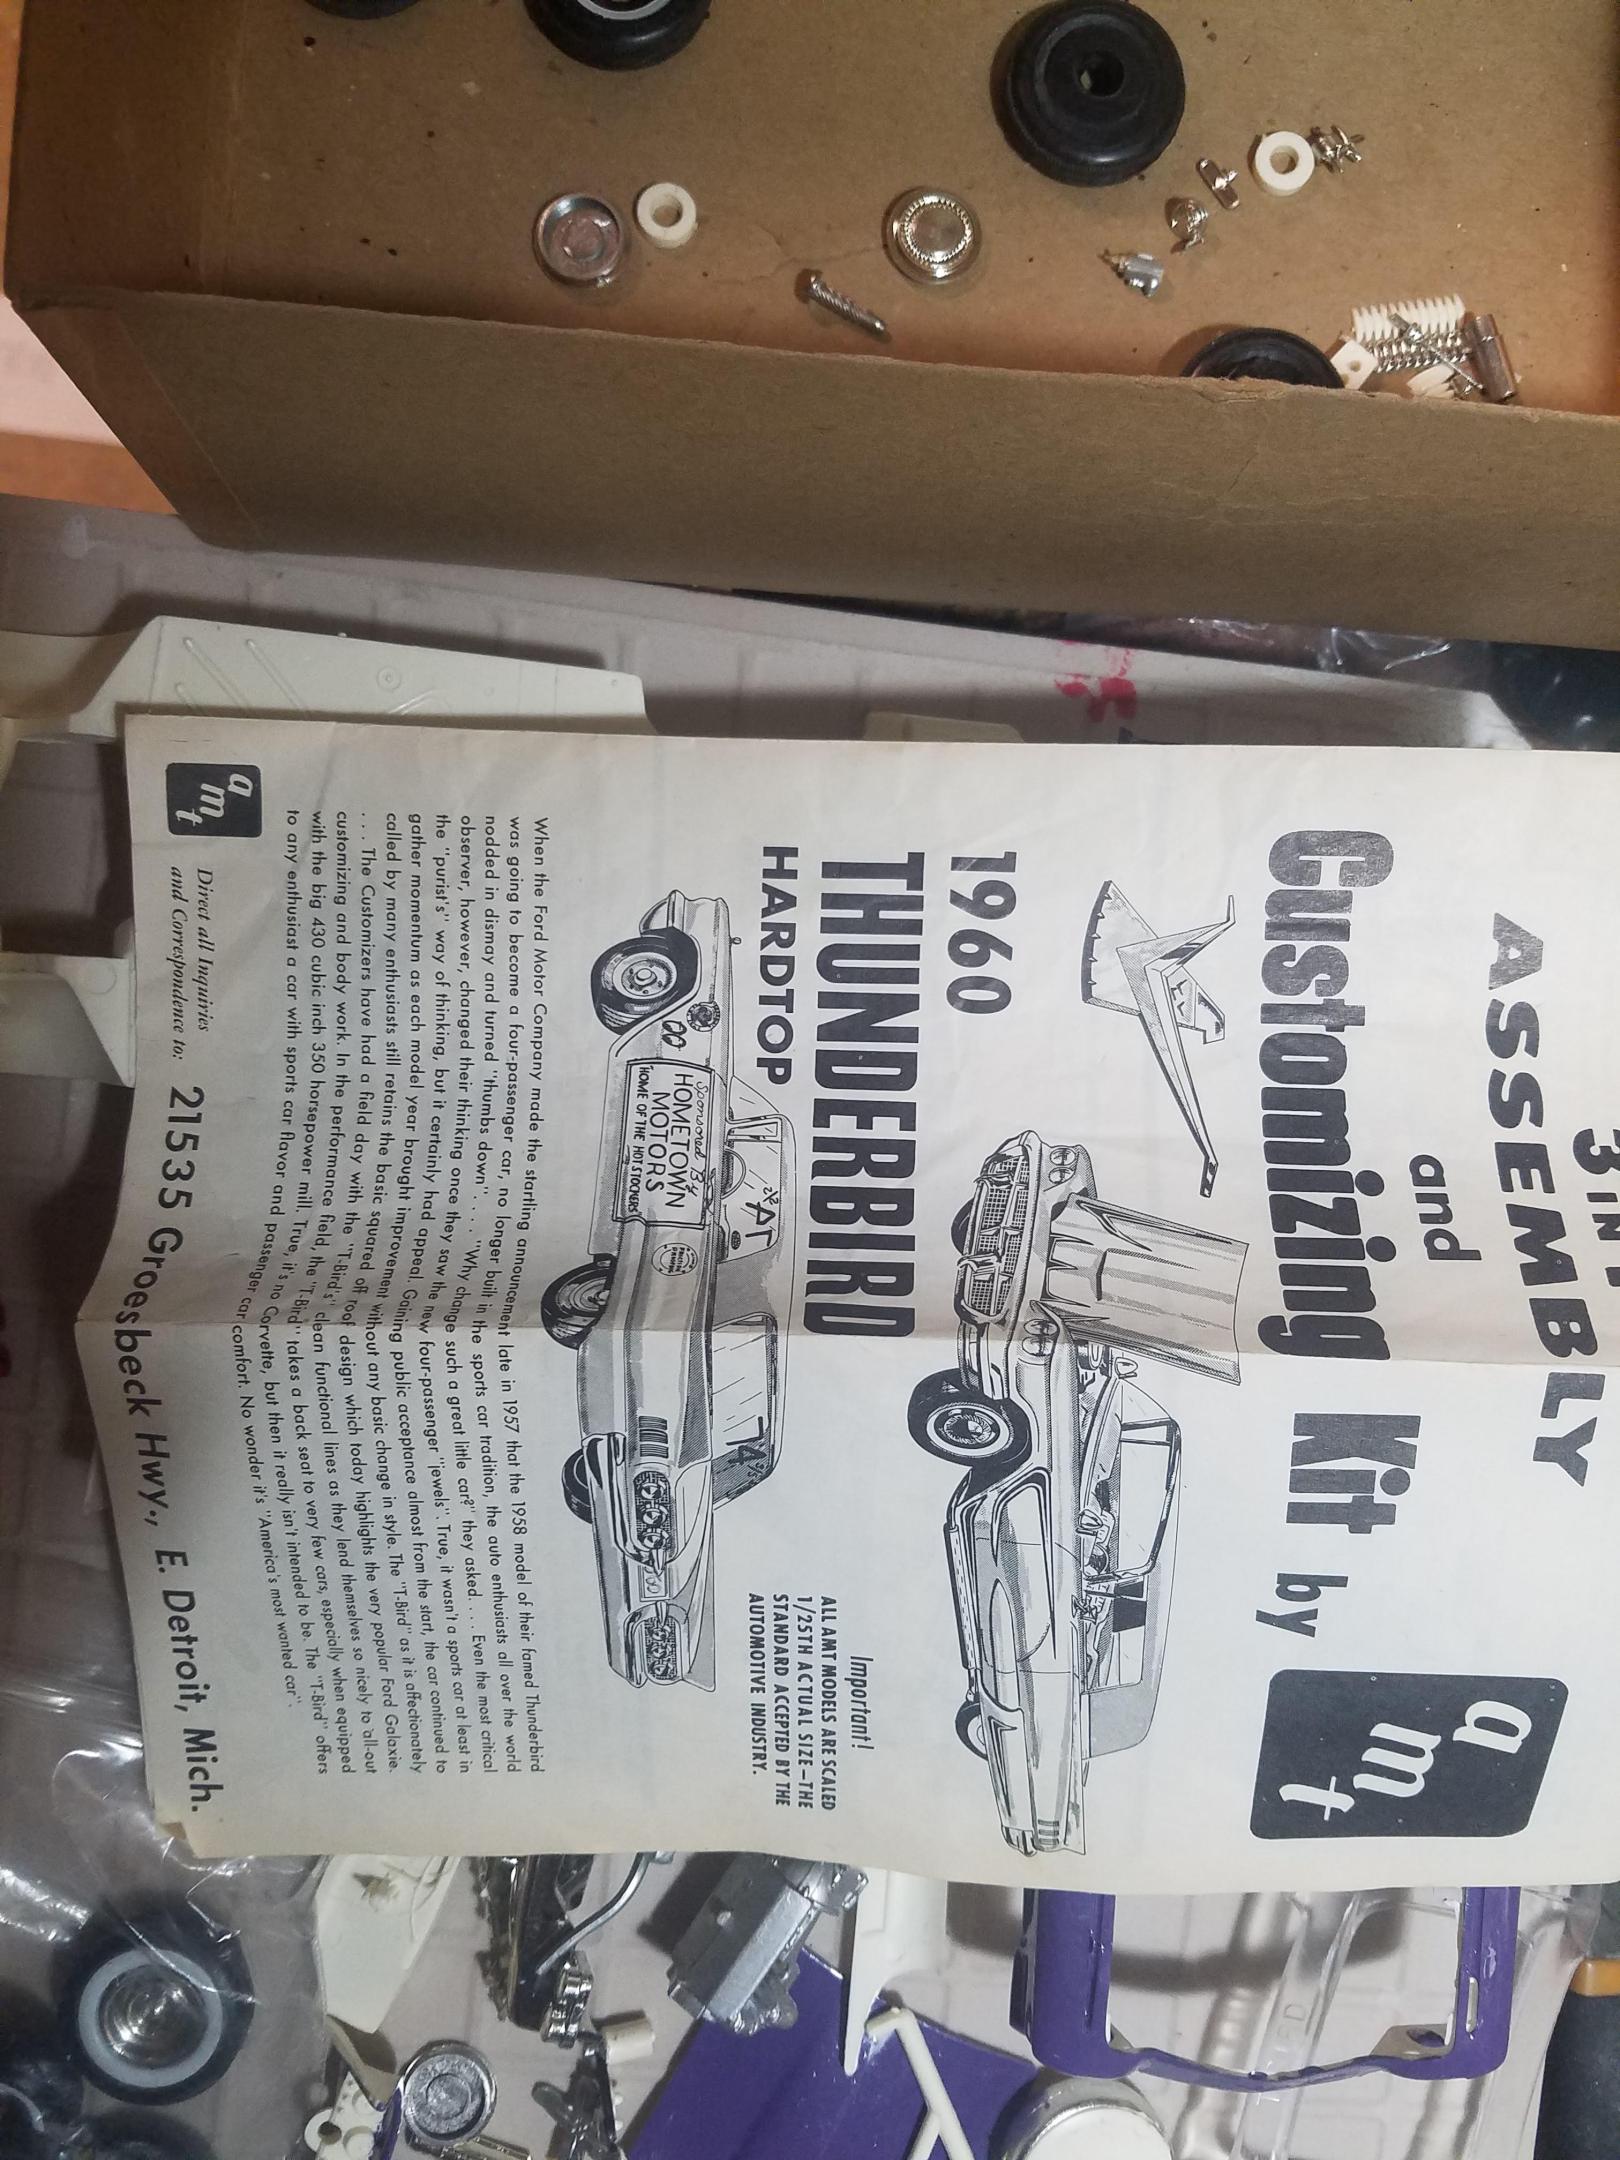 3 IN 1
ASSEMBLY
and
Customizing Kit by amt
1960
THUNDERBIRD
HARDTOP
Important!
ALL AMT MODELS ARE SCALED
1/25TH ACTUAL SIZE—THE
STANDARD ACCEPTED BY THE
AUTOMOTIVE INDUSTRY.
00
Sponsored By
HOMETOWN
MOTORS
"HOME OF THE HOT STOCKERS"
When the Ford Motor Company made the startling announcement late in 1957 that the 1958 model of their famed Thunderbird
was going to become a four-passenger car, no longer built in the sports car tradition, the auto enthusiasts all over the world
nodded in dismay and turned "thumbs down" . . . . "Why change such a great little car?" they asked. . . . Even the most critical
observer, however, changed their thinking once they saw the new four-passenger "jewels". True, it wasn't a sports car at least in
the "purist's" way of thinking, but it certainly had appeal. Gaining public acceptance almost from the start, the car continued to
gather momentum as each model year brought improvement without any basic change in style. The "T-Bird" as it is affectionately
called by many enthusiasts still retains the basic squared off roof design which today highlights the very popular Ford Galaxie.
. . . The Customizers have had a field day with the "T-Bird's" clean functional lines as they lend themselves so nicely to all-out
customizing and body work. In the performance field, the "T-Bird" takes a back seat to very few cars, especially when equipped
with the big 430 cubic inch 350 horsepower mill. True, it's no Corvette, but then it really isn't intended to be. The "T-Bird" offers
to any enthusiast a car with sports car flavor and passenger car comfort. No wonder it's "America's most wanted car".
amt
Direct all Inquiries
and Correspondence to: 21535 Groesbeck Hwy., E. Detroit, Mich.